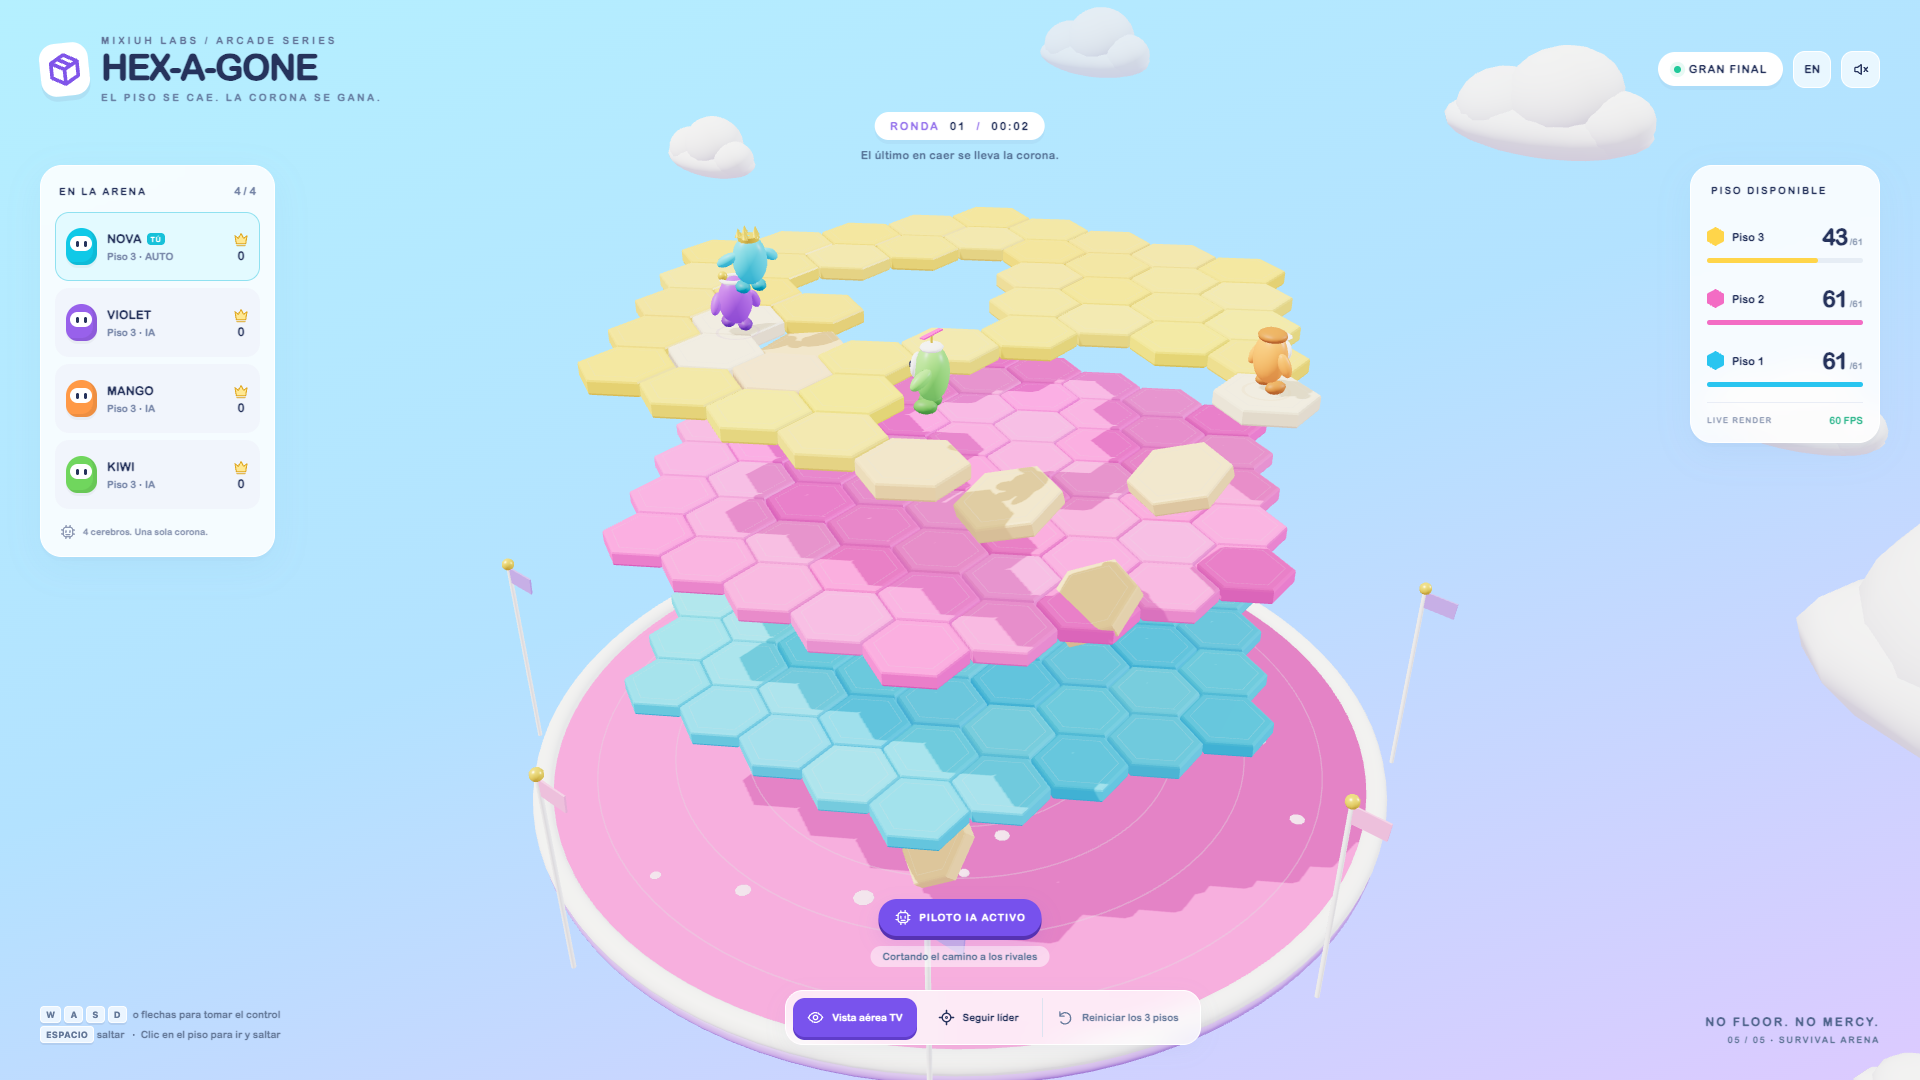 MIXIUH LABS / ARCADE SERIES
HEX-A-GONE
EL PISO SE CAE. LA CORONA SE GANA.
GRAN FINAL
EN
RONDA 01 / 00:02
El último en caer se lleva la corona.
EN LA ARENA 4/4
NOVA TÚ
Piso 3 · AUTO 0
VIOLET
Piso 3 · IA 0
MANGO
Piso 3 · IA 0
KIWI
Piso 3 · IA 0
4 cerebros. Una sola corona.
PISO DISPONIBLE
Piso 3 43/61
Piso 2 61/61
Piso 1 61/61
LIVE RENDER 60 FPS
PILOTO IA ACTIVO
Cortando el camino a los rivales
W A S D o flechas para tomar el control
ESPACIO saltar · Clic en el piso para ir y saltar
Vista aérea TV
Seguir líder
Reiniciar los 3 pisos
NO FLOOR. NO MERCY.
05 / 05 · SURVIVAL ARENA